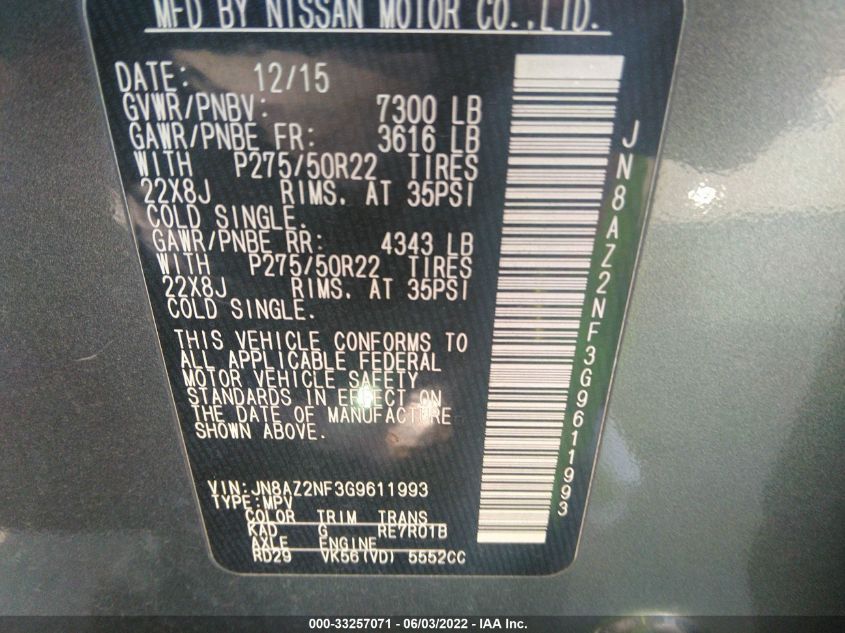 MFD BY NISSAN MOTOR CO.,LTD.
DATE: 12/15
GVWR/PNBV: 7300 LB
GAWR/PNBE FR: 3616 LB
WITH P275/50R22 TIRES
22X8J RIMS. AT 35PSI
COLD SINGLE.
GAWR/PNBE RR: 4343 LB
WITH P275/50R22 TIRES
22X8J RIMS. AT 35PSI
COLD SINGLE.
THIS VEHICLE CONFORMS TO
ALL APPLICABLE FEDERAL
MOTOR VEHICLE SAFETY
STANDARDS IN EFFECT ON
THE DATE OF MANUFACTURE
SHOWN ABOVE.
VIN:JN8AZ2NF3G9611993
TYPE:MPV
COLOR TRIM TRANS
KAD G RE7R01B
AXLE ENGINE
RD29 VK56(VD) 5552CC
JN8AZ2NF3G9611993
000-33257071 - 06/03/2022 - IAA Inc.